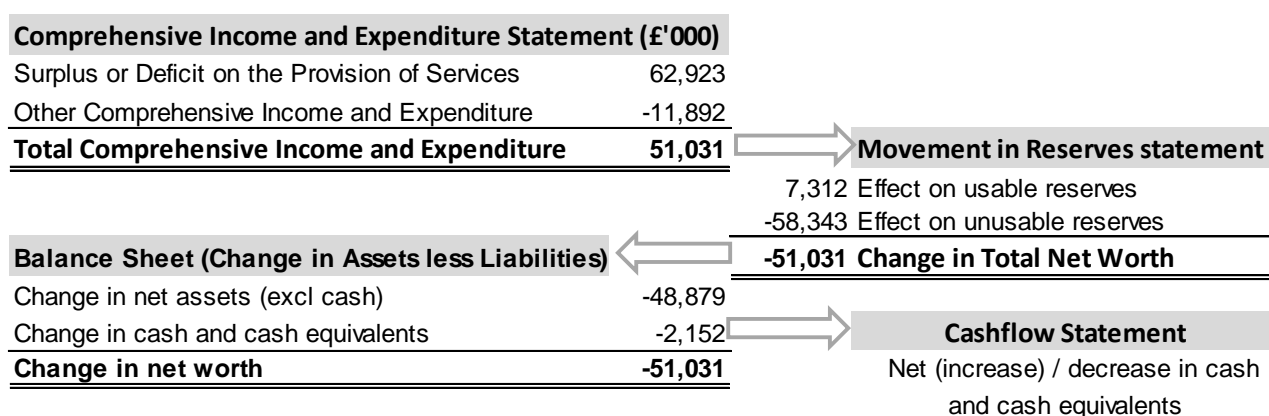 Comprehensive Income and Expenditure Statement (£'000)
Surplus or Deficit on the Provision of Services 62,923
Other Comprehensive Income and Expenditure -11,892
Total Comprehensive Income and Expenditure 51,031
Movement in Reserves statement
7,312 Effect on usable reserves
-58,343 Effect on unusable reserves
-51,031 Change in Total Net Worth
Balance Sheet (Change in Assets less Liabilities)
Change in net assets (excl cash) -48,879
Change in cash and cash equivalents -2,152
Change in net worth -51,031
Cashflow Statement
Net (increase) / decrease in cash
and cash equivalents